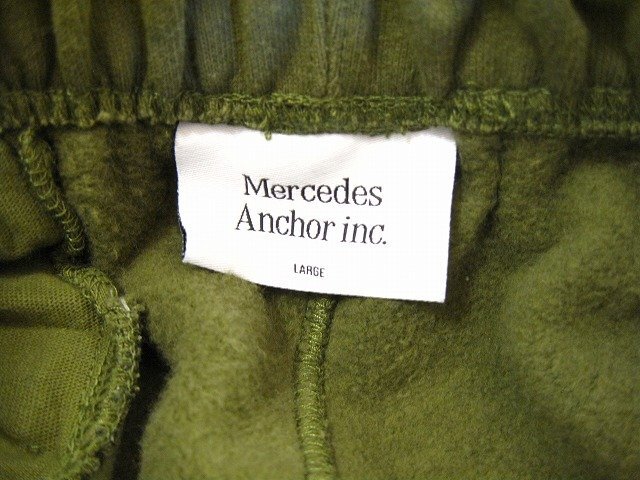 Mercedes
Anchor inc.
LARGE